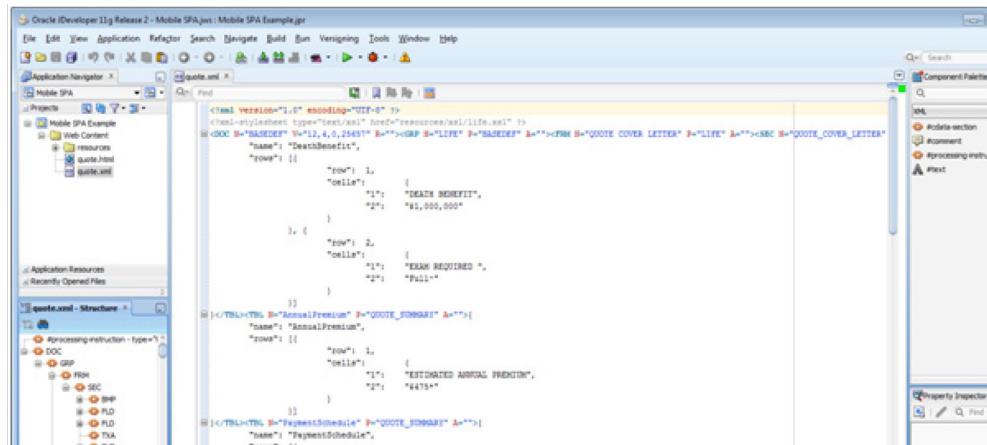 Oracle JDeveloper 11g Release 2 - Mobile SPA.jws : Mobile SPA Example.jpr
File Edit View Application Refactor Search Navigate Build Run Versioning Tools Window Help
Search
Application Navigator
quote.xml
Component Palette
Mobile SPA
Find
Projects
XML
Mobile SPA Example
Web Content
resources
quote.html
quote.xml
#cdata-section
#comment
#processing-instru
#text
<?xml version="1.0" encoding="UTF-8" ?>
<?xml-stylesheet type="text/xsl" href="resources/xsl/life.xsl" ?>
<DOC N="BASEDEF" V="12,4,0,25657" R=""><GRP N="LIFE" P="BASEDEF" A=""><FRM N="QUOTE COVER LETTER" P="LIFE" A=""><SEC N="QUOTE_COVER_LETTER"
"name": "DeathBenefit",
"rows": [{
"row": 1,
"cells": {
"1": "DEATH BENEFIT",
"2": "$1,000,000"
}
}, {
"row": 2,
"cells": {
"1": "EXAM REQUIRED ",
"2": "Full*"
}
}]
}</TBL><TBL N="AnnualPremium" P="QUOTE_SUMMARY" A="">{
"name": "AnnualPremium",
"rows": [{
"row": 1,
"cells": {
"1": "ESTIMATED ANNUAL PREMIUM",
"2": "$475*"
}
}]
}</TBL><TBL N="PaymentSchedule" P="QUOTE_SUMMARY" A="">{
"name": "PaymentSchedule",
Application Resources
Recently Opened Files
quote.xml - Structure
#processing-instruction - type="t
DOC
GRP
FRM
SEC
BMP
FLD
FLD
TXA
Property Inspector
Find